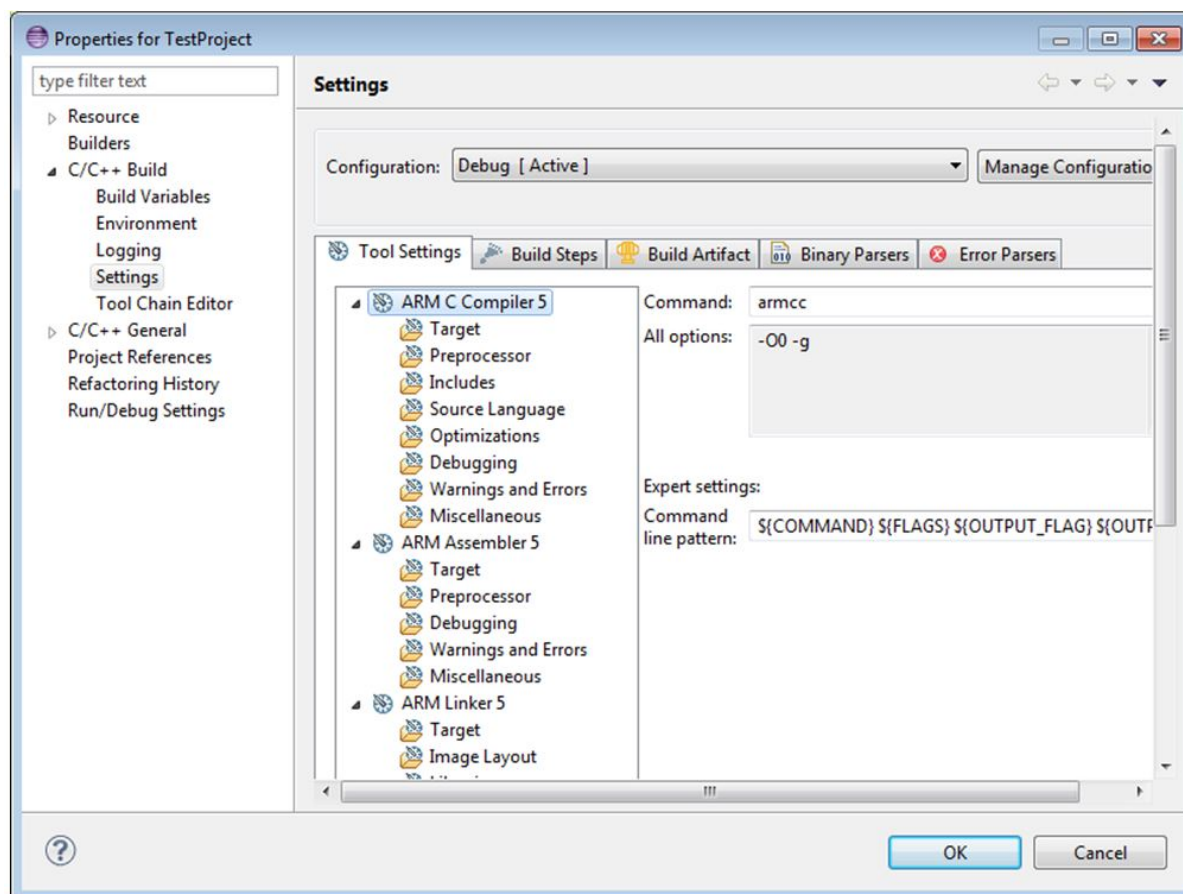 Properties for TestProject
type filter text
Resource
Builders
C/C++ Build
Build Variables
Environment
Logging
Settings
Tool Chain Editor
C/C++ General
Project References
Refactoring History
Run/Debug Settings
Settings
Configuration: Debug [ Active ] Manage Configuratio
Tool Settings Build Steps Build Artifact Binary Parsers Error Parsers
ARM C Compiler 5
Target
Preprocessor
Includes
Source Language
Optimizations
Debugging
Warnings and Errors
Miscellaneous
ARM Assembler 5
Target
Preprocessor
Debugging
Warnings and Errors
Miscellaneous
ARM Linker 5
Target
Image Layout
Command: armcc
All options: -O0 -g
Expert settings:
Command
line pattern: ${COMMAND} ${FLAGS} ${OUTPUT_FLAG} ${OUTP
OK Cancel